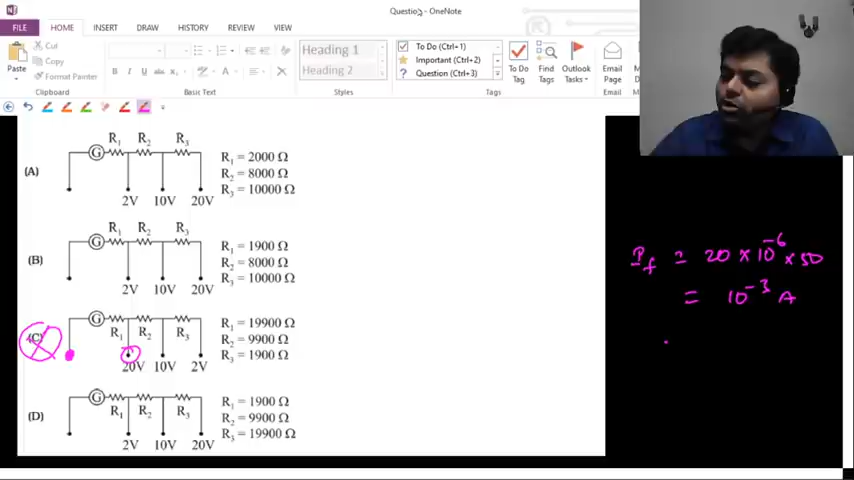 Question - OneNote
FILE HOME INSERT DRAW HISTORY REVIEW VIEW
Paste
Cut
Copy
Format Painter
Clipboard
B I U abc
Basic Text
Heading 1
Heading 2
Styles
To Do (Ctrl+1)
Important (Ctrl+2)
Question (Ctrl+3)
To Do Tag
Find Tags
Outlook Tasks
Tags
Email Page
(A)
G R₁ R₂ R₃
2V 10V 20V
R₁ = 2000 Ω
R₂ = 8000 Ω
R₃ = 10000 Ω
(B)
G R₁ R₂ R₃
2V 10V 20V
R₁ = 1900 Ω
R₂ = 8000 Ω
R₃ = 10000 Ω
(C)
G R₁ R₂ R₃
20V 10V 2V
R₁ = 19900 Ω
R₂ = 9900 Ω
R₃ = 1900 Ω
(D)
G R₁ R₂ R₃
2V 10V 20V
R₁ = 1900 Ω
R₂ = 9900 Ω
R₃ = 19900 Ω
= 20 × 10⁻⁶ × 50
= 10⁻³ A